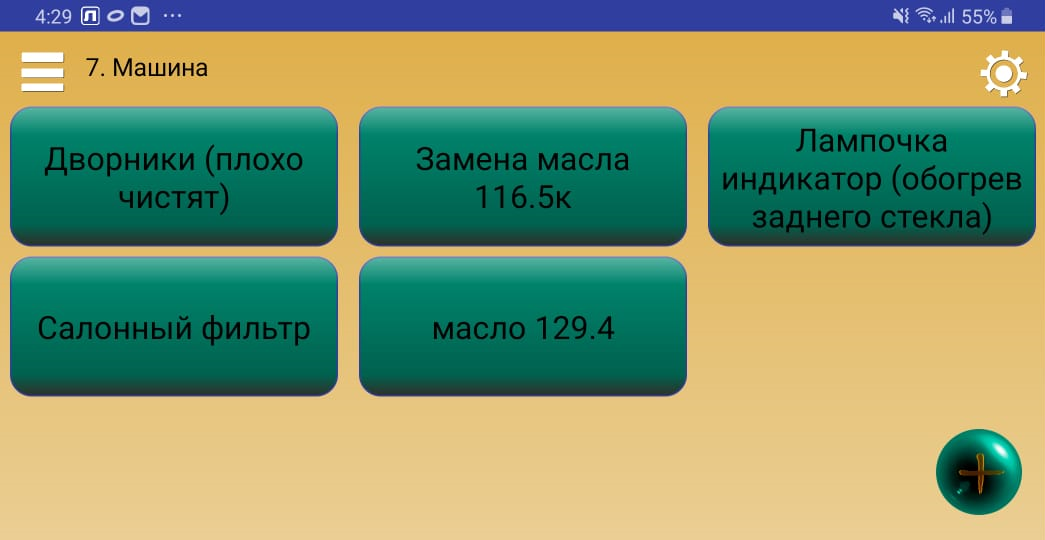 4:29 Л ... 55%
7. Машина
Дворники (плохо
чистят)
Замена масла
116.5к
Лампочка
индикатор (обогрев
заднего стекла)
Салонный фильтр
масло 129.4